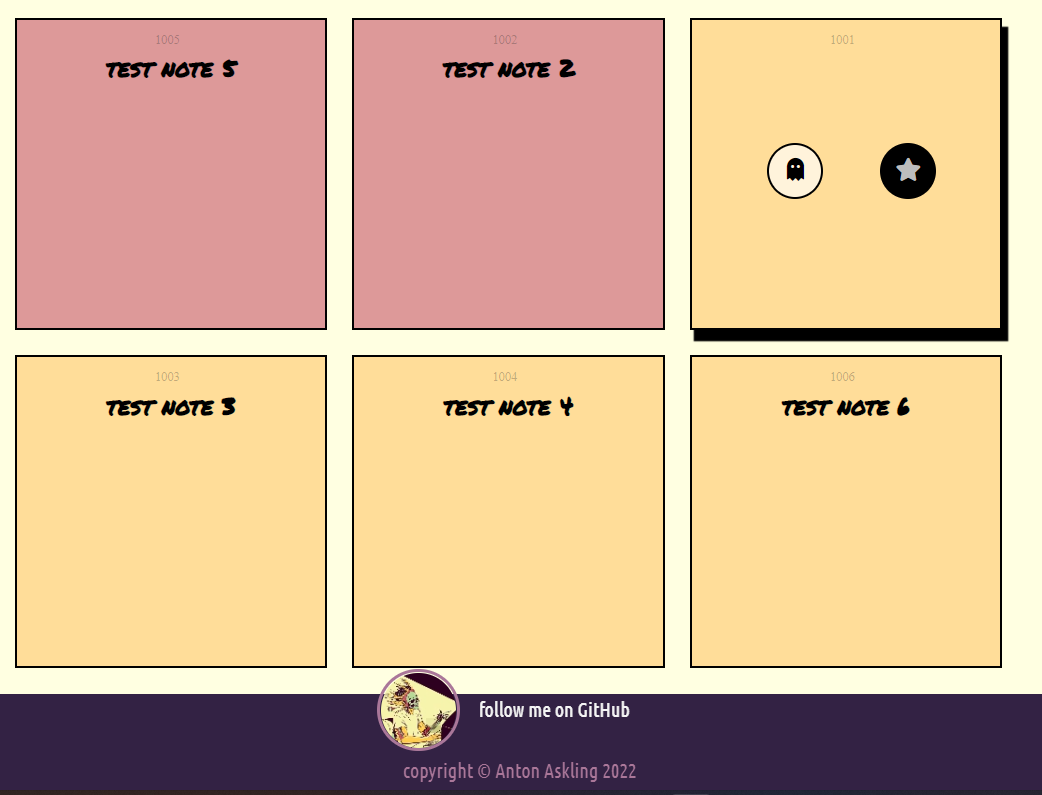 1005
TEST NOTE 5
1002
TEST NOTE 2
1001
1003
TEST NOTE 3
1004
TEST NOTE 4
1006
TEST NOTE 6
follow me on GitHub
copyright © Anton Askling 2022